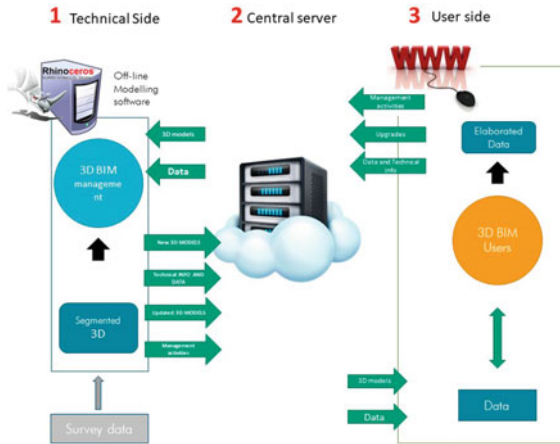 1 Technical Side
2 Central server
3 User side
Rhinoceros
Off-line
Modelling
software
3D models
Data
3D BIM
manageme
nt
New 3D MODELS
Technical INFO AND
DATA
Updated 3D MODELS
Management
activities
Segmented
3D
Survey data
WWW
Management
activities
Upgrades
Data and Technical
info
Elaborated
Data
3D BIM
Users
3D models
Data
Data